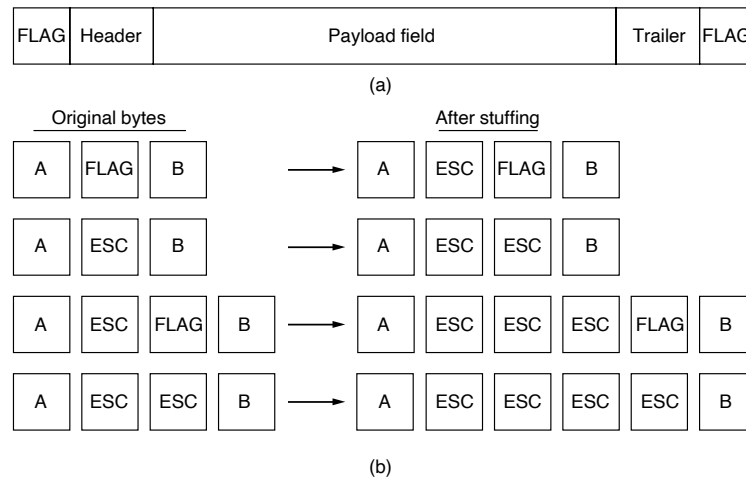 FLAG Header Payload field Trailer FLAG
(a)
Original bytes After stuffing
A FLAG B A ESC FLAG B
A ESC B A ESC ESC B
A ESC FLAG B A ESC ESC ESC FLAG B
A ESC ESC B A ESC ESC ESC ESC B
(b)